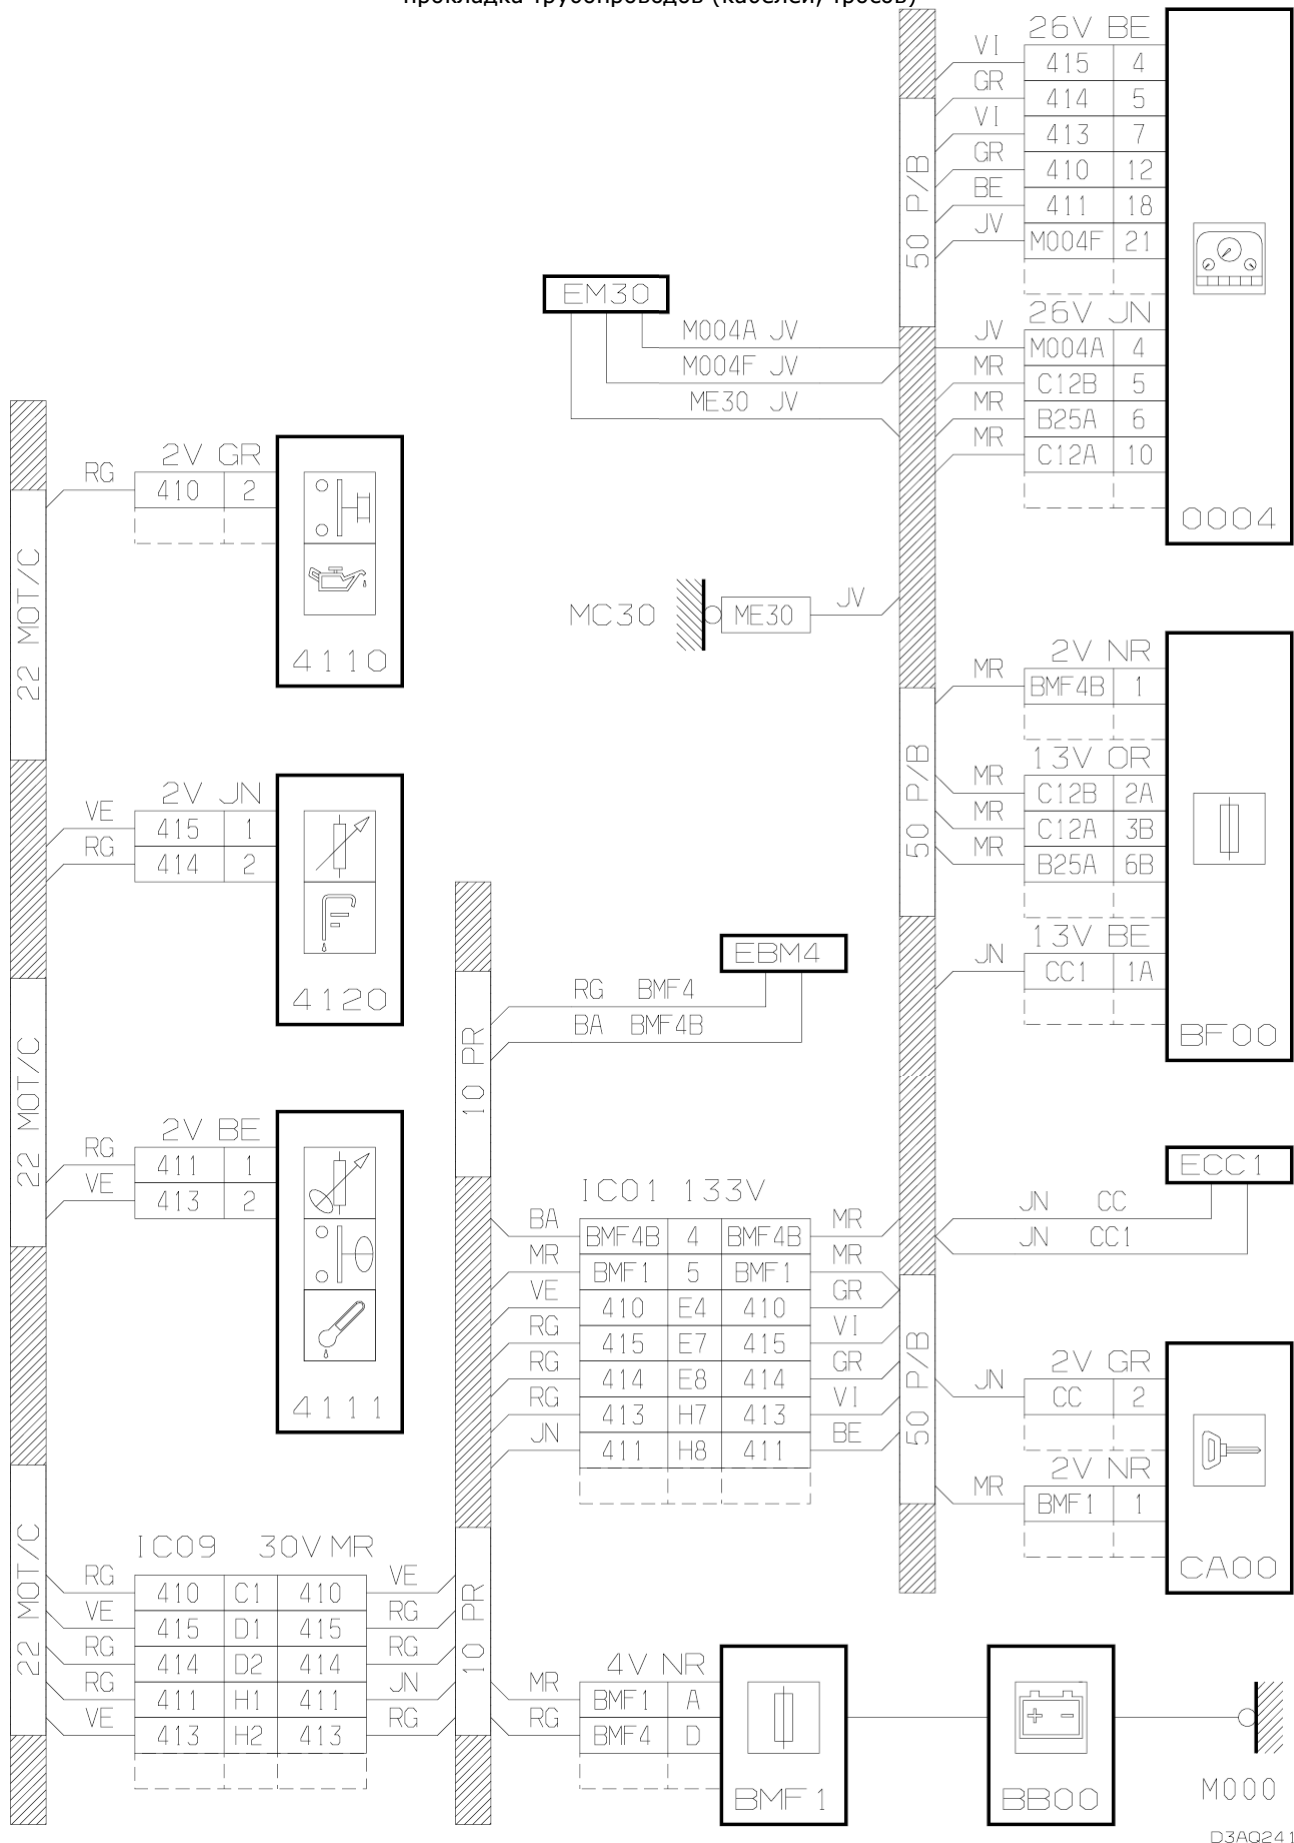 прокладка трубопроводов (кабелей, тросов)
26V BE
VI 415 4
GR 414 5
VI 413 7
GR 410 12
BE 411 18
JV M004F 21
50 P/B
26V JN
JV M004A 4
MR C12B 5
MR B25A 6
MR C12A 10
0004
EM30
M004A JV
M004F JV
ME30 JV
2V GR
RG 410 2
4110
22 MOT/C
MC30 ME30 JV
2V NR
MR BMF4B 1
13V OR
MR C12B 2A
MR C12A 3B
MR B25A 6B
50 P/B
13V BE
JN CC1 1A
BF00
2V JN
VE 415 1
RG 414 2
4120
EBM4
RG BMF4
BA BMF4B
10 PR
22 MOT/C
2V BE
RG 411 1
VE 413 2
4111
ECC1
JN CC
JN CC1
IC01 133V
BA BMF4B 4 BMF4B MR
MR BMF1 5 BMF1 MR
VE 410 E4 410 GR
RG 415 E7 415 VI
RG 414 E8 414 GR
RG 413 H7 413 VI
JN 411 H8 411 BE
50 P/B
2V GR
JN CC 2
2V NR
MR BMF1 1
CA00
22 MOT/C
IC09 30V MR
RG 410 C1 410 VE
VE 415 D1 415 RG
RG 414 D2 414 RG
RG 411 H1 411 JN
VE 413 H2 413 RG
10 PR
4V NR
MR BMF1 A
RG BMF4 D
BMF1
+ -
BB00
M000
D3AQ241